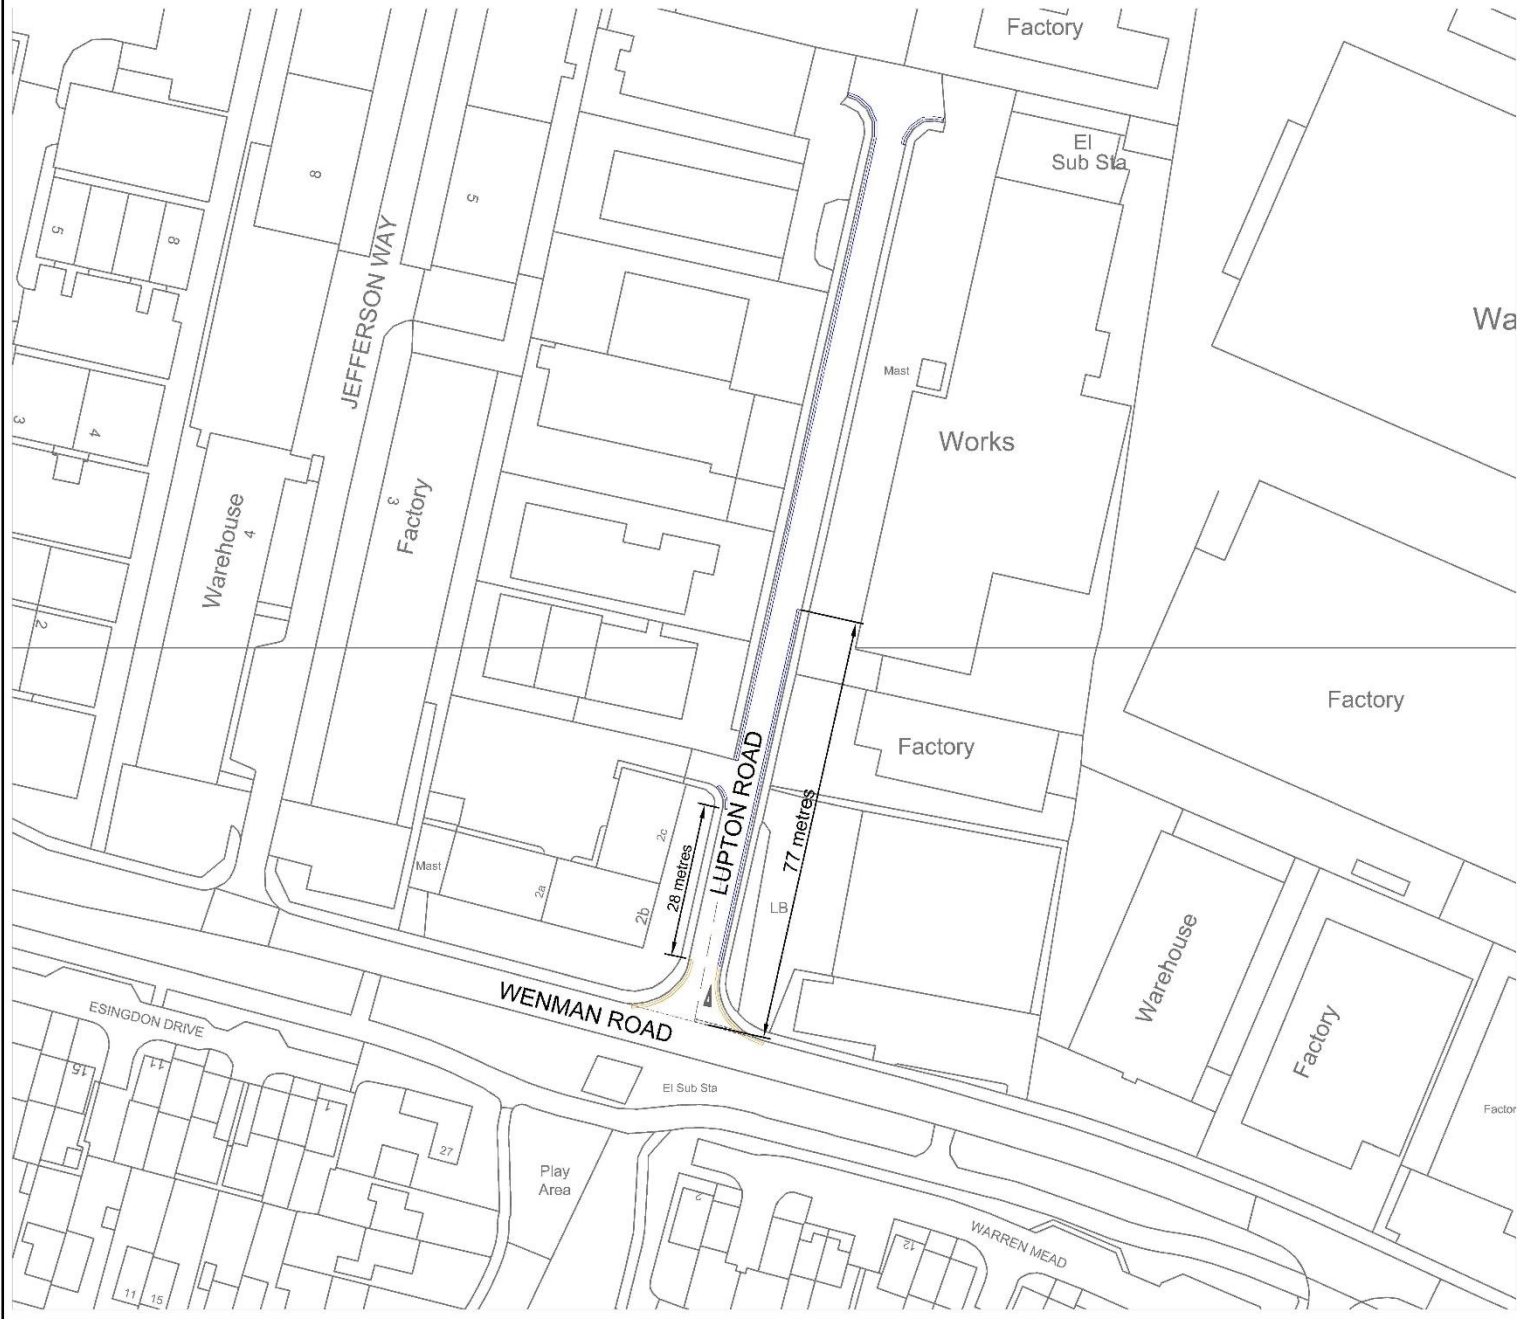 Factory
El
Sub Sta
8
5
5
8
JEFFERSON WAY
Wa
Mast
Works
3
4
Warehouse
4
3
Factory
2
Factory
LUPTON ROAD
Factory
77 metres
28 metres
2c
Mast
2a
2b
LB
Warehouse
Factory
WENMAN ROAD
ESINGDON DRIVE
15
11
1
27
El Sub Sta
Factor
Play
Area
2
12
WARREN MEAD
11
15